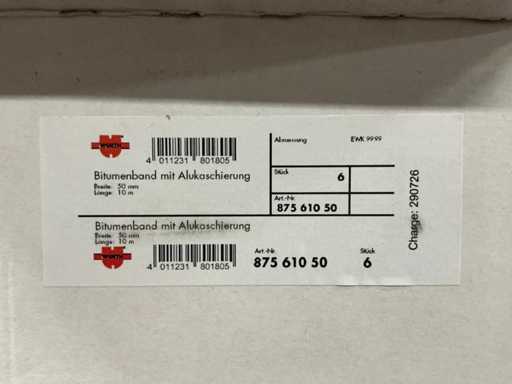 WÜRTH
4 011231 801805
Bitumenband mit Alukaschierung
Breite: 50 mm
Länge: 10 m
Abmessung EWK 9999
Stück 6
Art.-Nr.
875 610 50
Charge: 290726
Bitumenband mit Alukaschierung
Breite: 50 mm
Länge: 10 m
WÜRTH
4 011231 801805
Art.-Nr. 875 610 50
Stück 6